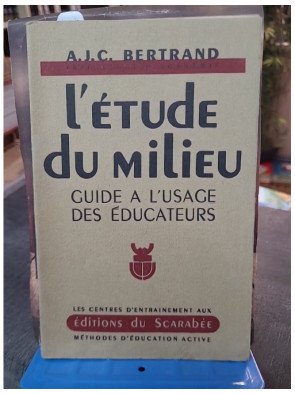 A.J.C. BERTRAND
l'ÉTUDE
du MiLiEU
GUIDE A L'USAGE
DES ÉDUCATEURS
LES CENTRES D'ENTRAINEMENT AUX
éditions du Scarabée
MÉTHODES D'ÉDUCATION ACTIVE